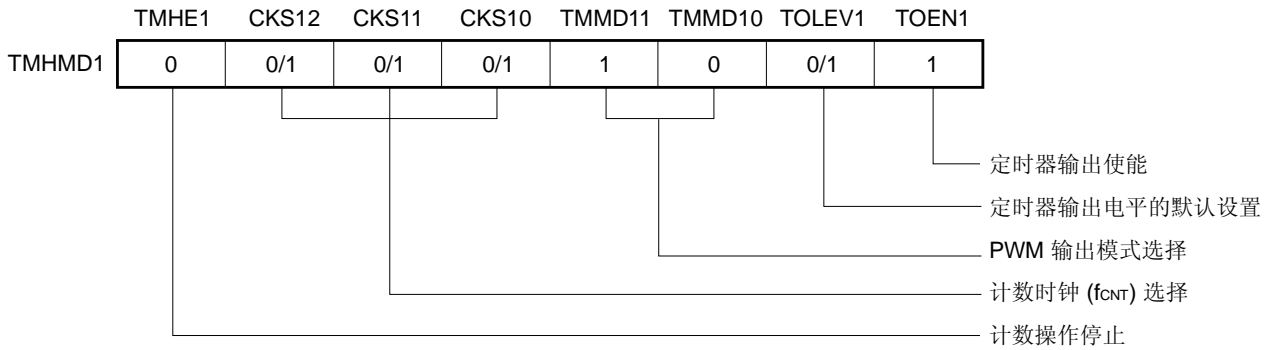 TMHE1 CKS12 CKS11 CKS10 TMMD11 TMMD10 TOLEV1 TOEN1
TMHMD1 0 0/1 0/1 0/1 1 0 0/1 1
定时器输出使能
定时器输出电平的默认设置
PWM 输出模式选择
计数时钟 (fCNT) 选择
计数操作停止